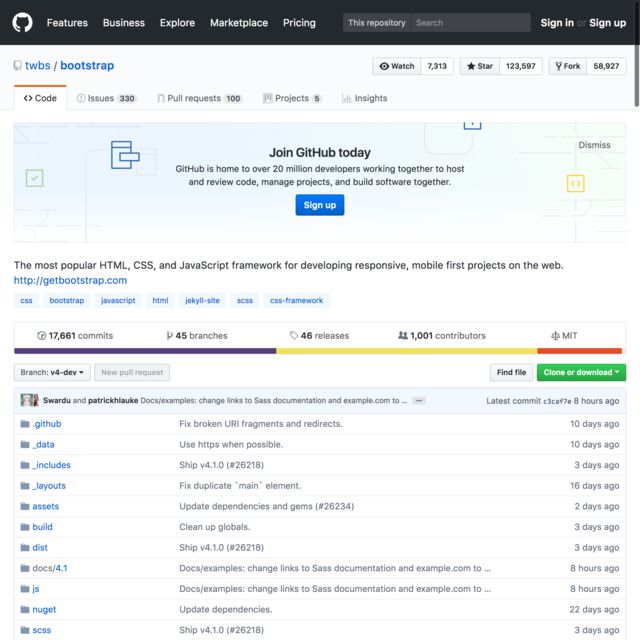 Features Business Explore Marketplace Pricing This repository Search Sign in or Sign up
twbs / bootstrap Watch 7,313 Star 123,597 Fork 58,927
Code Issues 330 Pull requests 100 Projects 5 Insights
Dismiss
Join GitHub today
GitHub is home to over 20 million developers working together to host
and review code, manage projects, and build software together.
Sign up
The most popular HTML, CSS, and JavaScript framework for developing responsive, mobile first projects on the web.
http://getbootstrap.com
css bootstrap javascript html jekyll-site scss css-framework
17,661 commits 45 branches 46 releases 1,001 contributors MIT
Branch: v4-dev New pull request Find file Clone or download
Swardu and patrickhlauke Docs/examples: change links to Sass documentation and example.com to … Latest commit c3caf7e 8 hours ago
.github Fix broken URI fragments and redirects. 10 days ago
_data Use https when possible. 10 days ago
_includes Ship v4.1.0 (#26218) 3 days ago
_layouts Fix duplicate `main` element. 16 days ago
assets Update dependencies and gems (#26234) 2 days ago
build Clean up globals. 3 days ago
dist Ship v4.1.0 (#26218) 3 days ago
docs/4.1 Docs/examples: change links to Sass documentation and example.com to … 8 hours ago
js Docs/examples: change links to Sass documentation and example.com to … 8 hours ago
nuget Update dependencies. 22 days ago
scss Ship v4.1.0 (#26218) 3 days ago